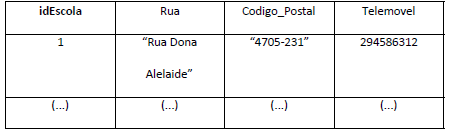 idEscola Rua Codigo_Postal Telemovel
1 “Rua Dona “4705-231” 294586312
Alelaide”
(...) (...) (...) (...)